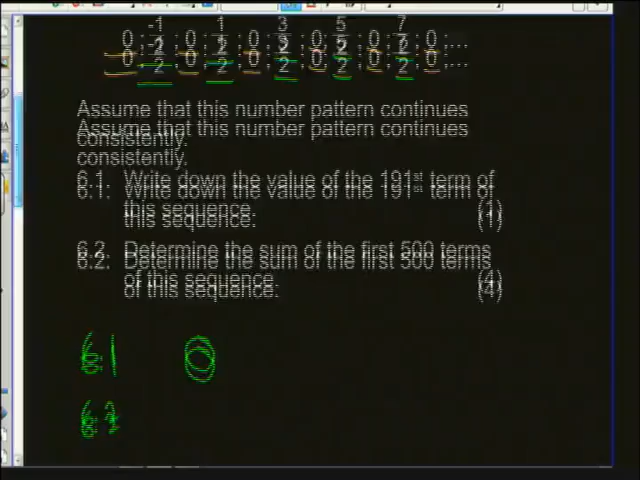 0 ; -1/2 ; 0 ; 1/2 ; 0 ; 3/2 ; 0 ; 5/2 ; 0 ; 7/2 ; 0 ; ...
Assume that this number pattern continues
consistently.
6.1. Write down the value of the 191st term of
this sequence. (1)
6.2. Determine the sum of the first 500 terms
of this sequence. (4)
6.1 0
6.2